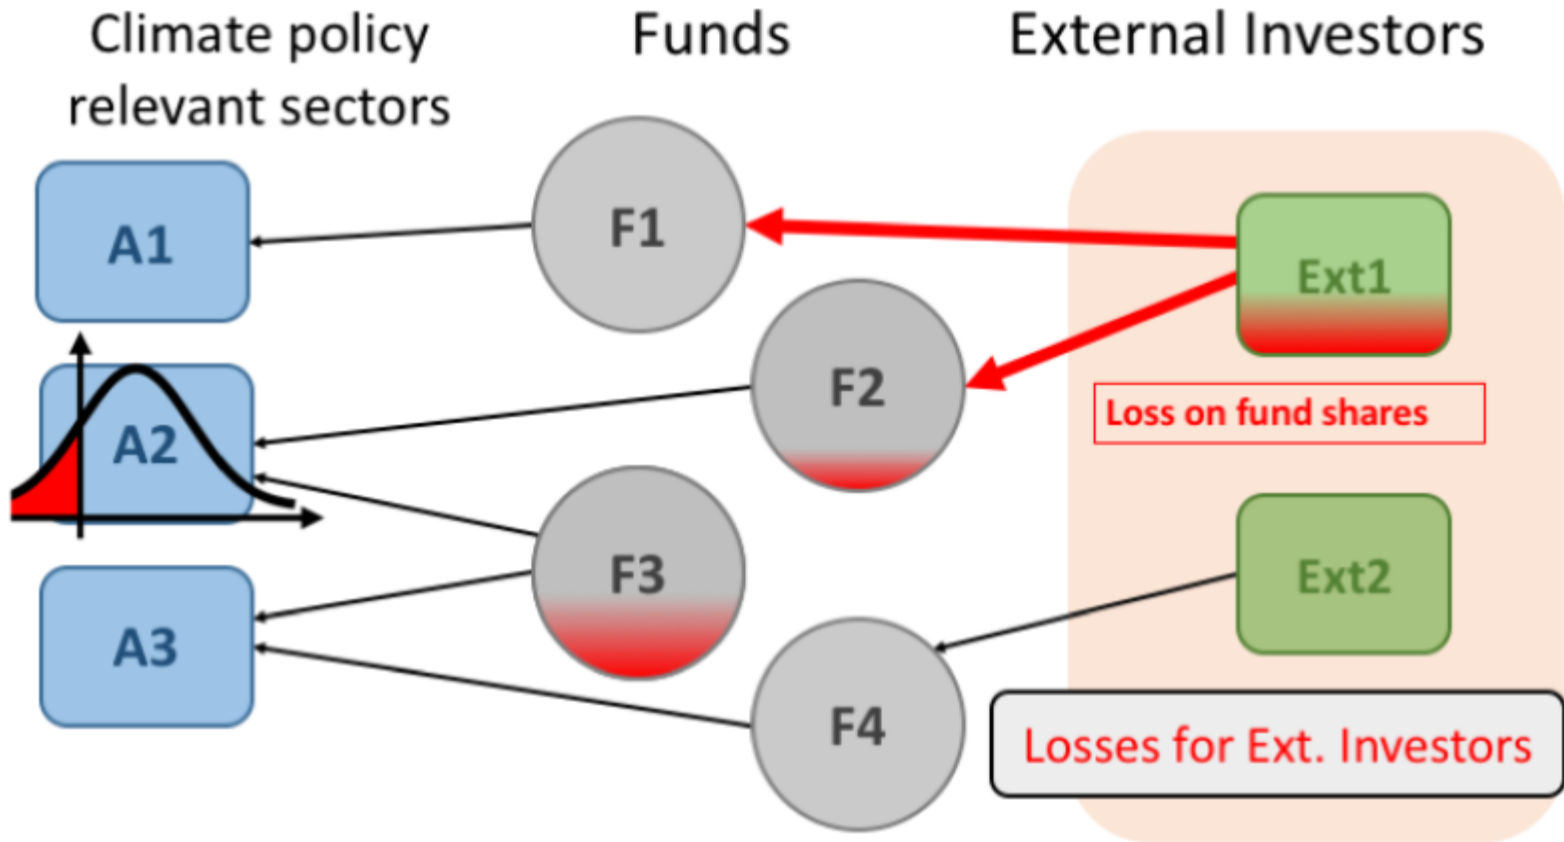 Climate policy
relevant sectors
Funds
External Investors
A1
F1
Ext1
F2
A2
Loss on fund shares
F3
Ext2
A3
F4
Losses for Ext. Investors